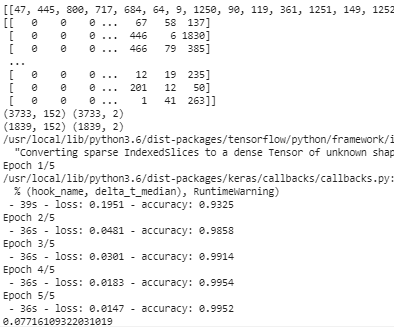 [[47, 445, 800, 717, 684, 64, 9, 1250, 90, 119, 361, 1251, 149, 1252
[[ 0 0 0 ... 67 58 137]
[ 0 0 0 ... 446 6 1830]
[ 0 0 0 ... 466 79 385]
...
[ 0 0 0 ... 12 19 235]
[ 0 0 0 ... 201 12 50]
[ 0 0 0 ... 1 41 263]]
(3733, 152) (3733, 2)
(1839, 152) (1839, 2)
/usr/local/lib/python3.6/dist-packages/tensorflow/python/framework/i
"Converting sparse IndexedSlices to a dense Tensor of unknown shap
Epoch 1/5
/usr/local/lib/python3.6/dist-packages/keras/callbacks/callbacks.py:
% (hook_name, delta_t_median), RuntimeWarning)
- 39s - loss: 0.1951 - accuracy: 0.9325
Epoch 2/5
- 36s - loss: 0.0481 - accuracy: 0.9858
Epoch 3/5
- 36s - loss: 0.0301 - accuracy: 0.9914
Epoch 4/5
- 36s - loss: 0.0183 - accuracy: 0.9954
Epoch 5/5
- 36s - loss: 0.0147 - accuracy: 0.9952
0.07716109322031019